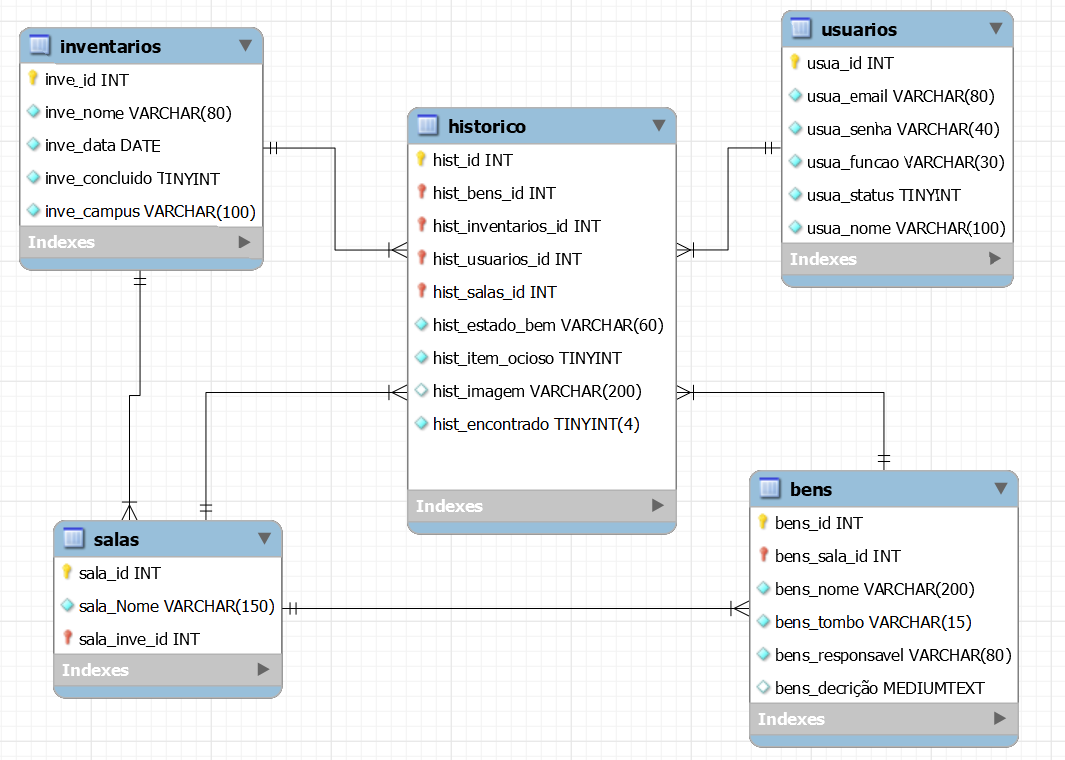 inventarios
inve_id INT
inve_nome VARCHAR(80)
inve_data DATE
inve_concluido TINYINT
inve_campus VARCHAR(100)
Indexes
usuarios
usua_id INT
usua_email VARCHAR(80)
usua_senha VARCHAR(40)
usua_funcao VARCHAR(30)
usua_status TINYINT
usua_nome VARCHAR(100)
Indexes
historico
hist_id INT
hist_bens_id INT
hist_inventarios_id INT
hist_usuarios_id INT
hist_salas_id INT
hist_estado_bem VARCHAR(60)
hist_item_ocioso TINYINT
hist_imagem VARCHAR(200)
hist_encontrado TINYINT(4)
Indexes
salas
sala_id INT
sala_Nome VARCHAR(150)
sala_inve_id INT
Indexes
bens
bens_id INT
bens_sala_id INT
bens_nome VARCHAR(200)
bens_tombo VARCHAR(15)
bens_responsavel VARCHAR(80)
bens_decrição MEDIUMTEXT
Indexes